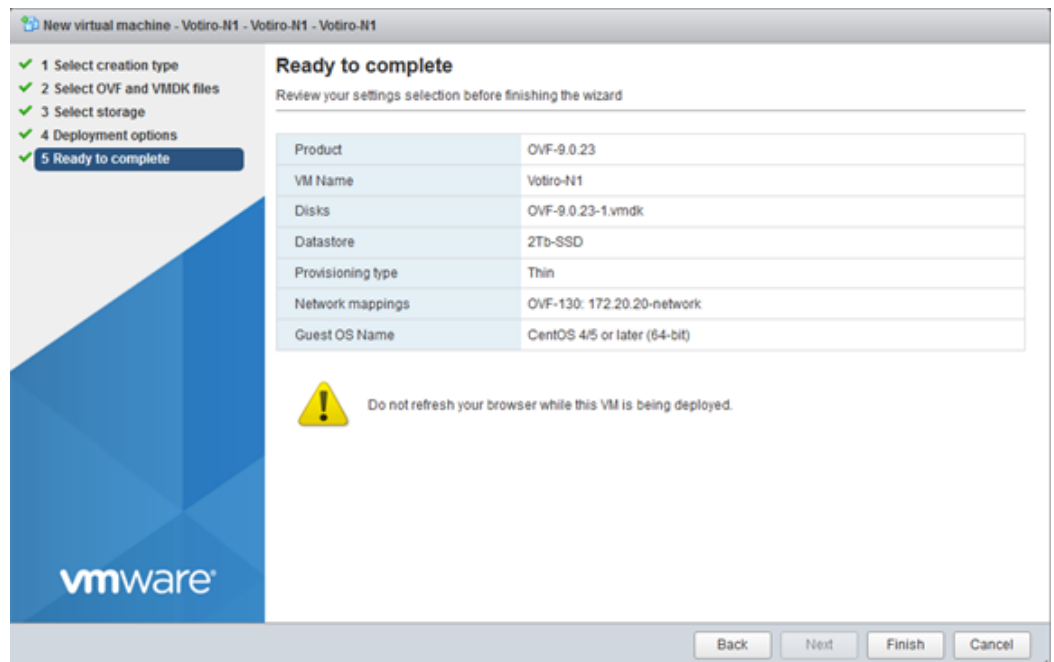 New virtual machine - Votiro-N1 - Votiro-N1 - Votiro-N1
1 Select creation type
2 Select OVF and VMDK files
3 Select storage
4 Deployment options
5 Ready to complete
Ready to complete
Review your settings selection before finishing the wizard
Product OVF-9.0.23
VM Name Votiro-N1
Disks OVF-9.0.23-1.vmdk
Datastore 2Tb-SSD
Provisioning type Thin
Network mappings OVF-130: 172.20.20-network
Guest OS Name CentOS 4/5 or later (64-bit)
Do not refresh your browser while this VM is being deployed.
vmware
Back Next Finish Cancel